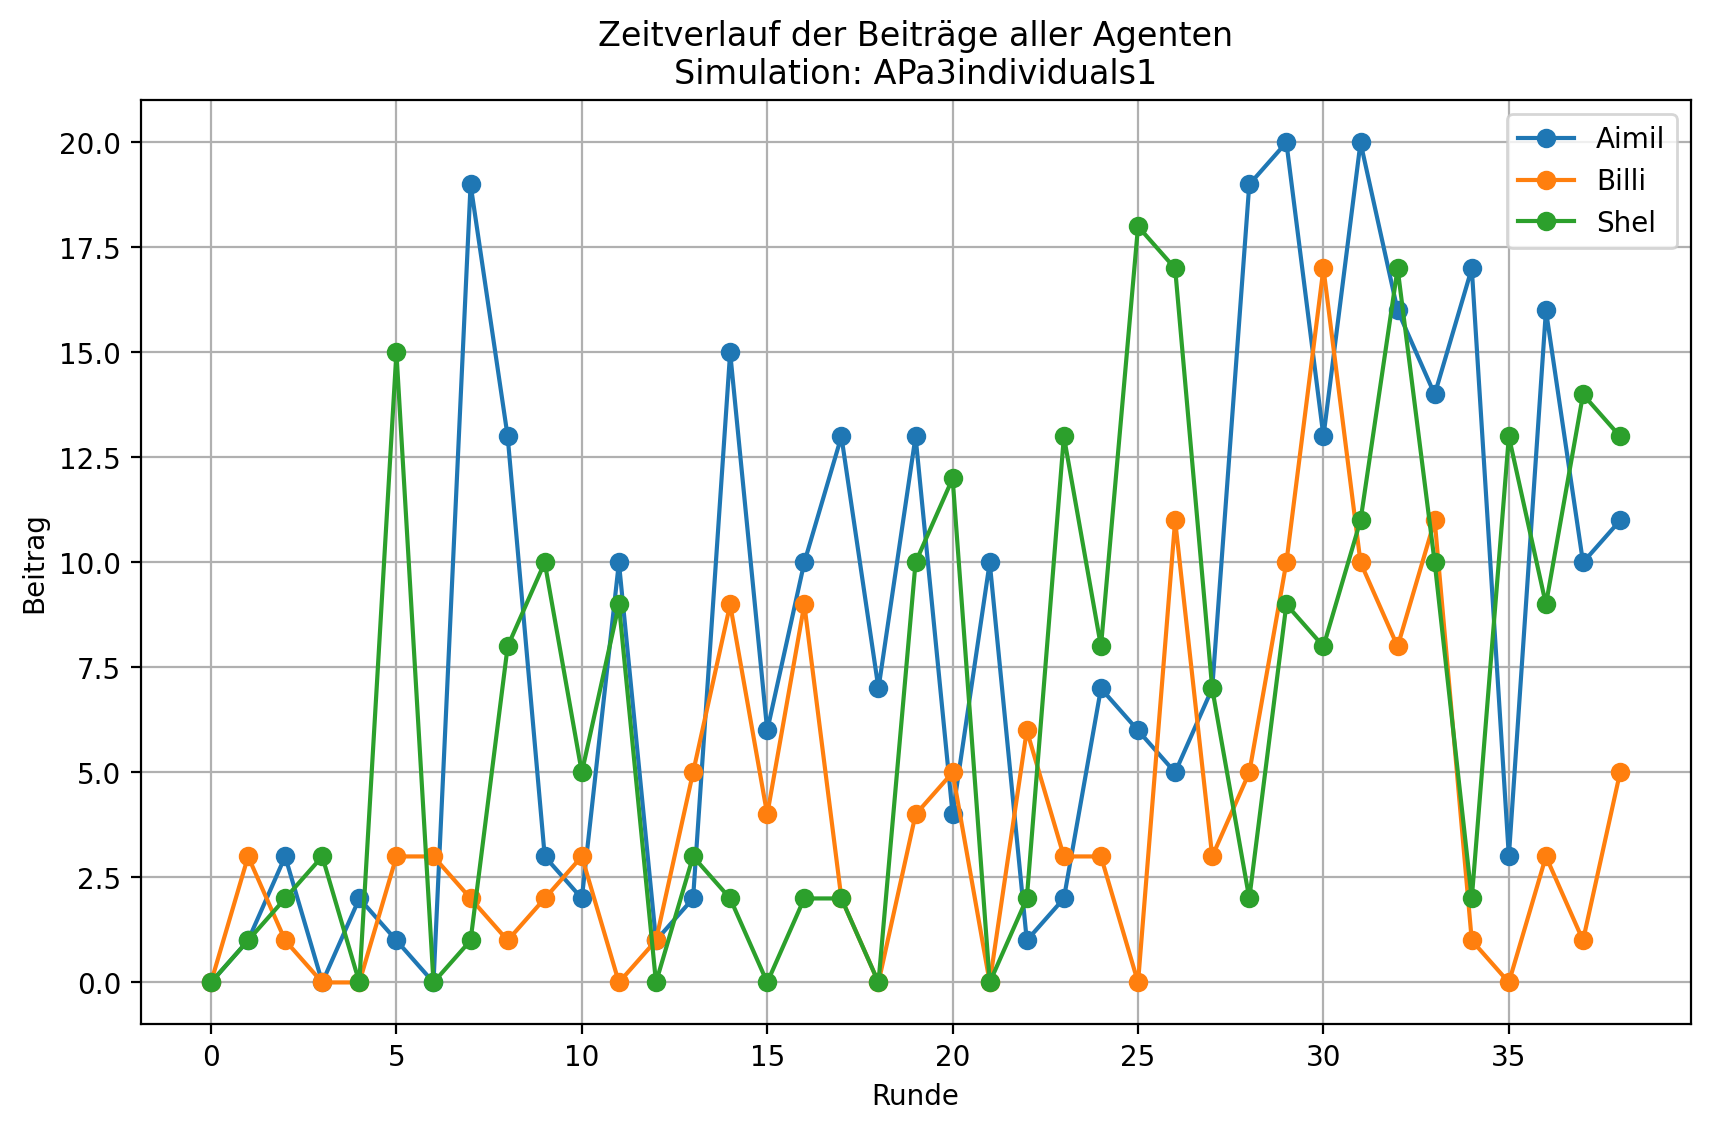 Zeitverlauf der Beiträge aller Agenten
Simulation: APa3individuals1
Aimil
Billi
Shel
20.0
17.5
15.0
12.5
10.0
7.5
5.0
2.5
0.0
Beitrag
0 5 10 15 20 25 30 35
Runde